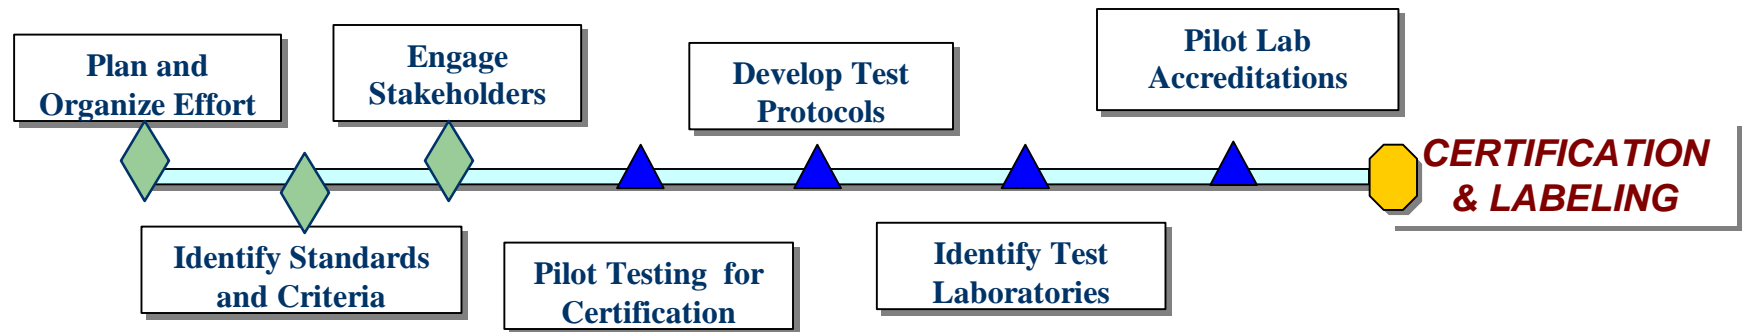 Plan and
Organize Effort
Identify Standards
and Criteria
Engage
Stakeholders
Pilot Testing for
Certification
Develop Test
Protocols
Identify Test
Laboratories
Pilot Lab
Accreditations
CERTIFICATION
& LABELING